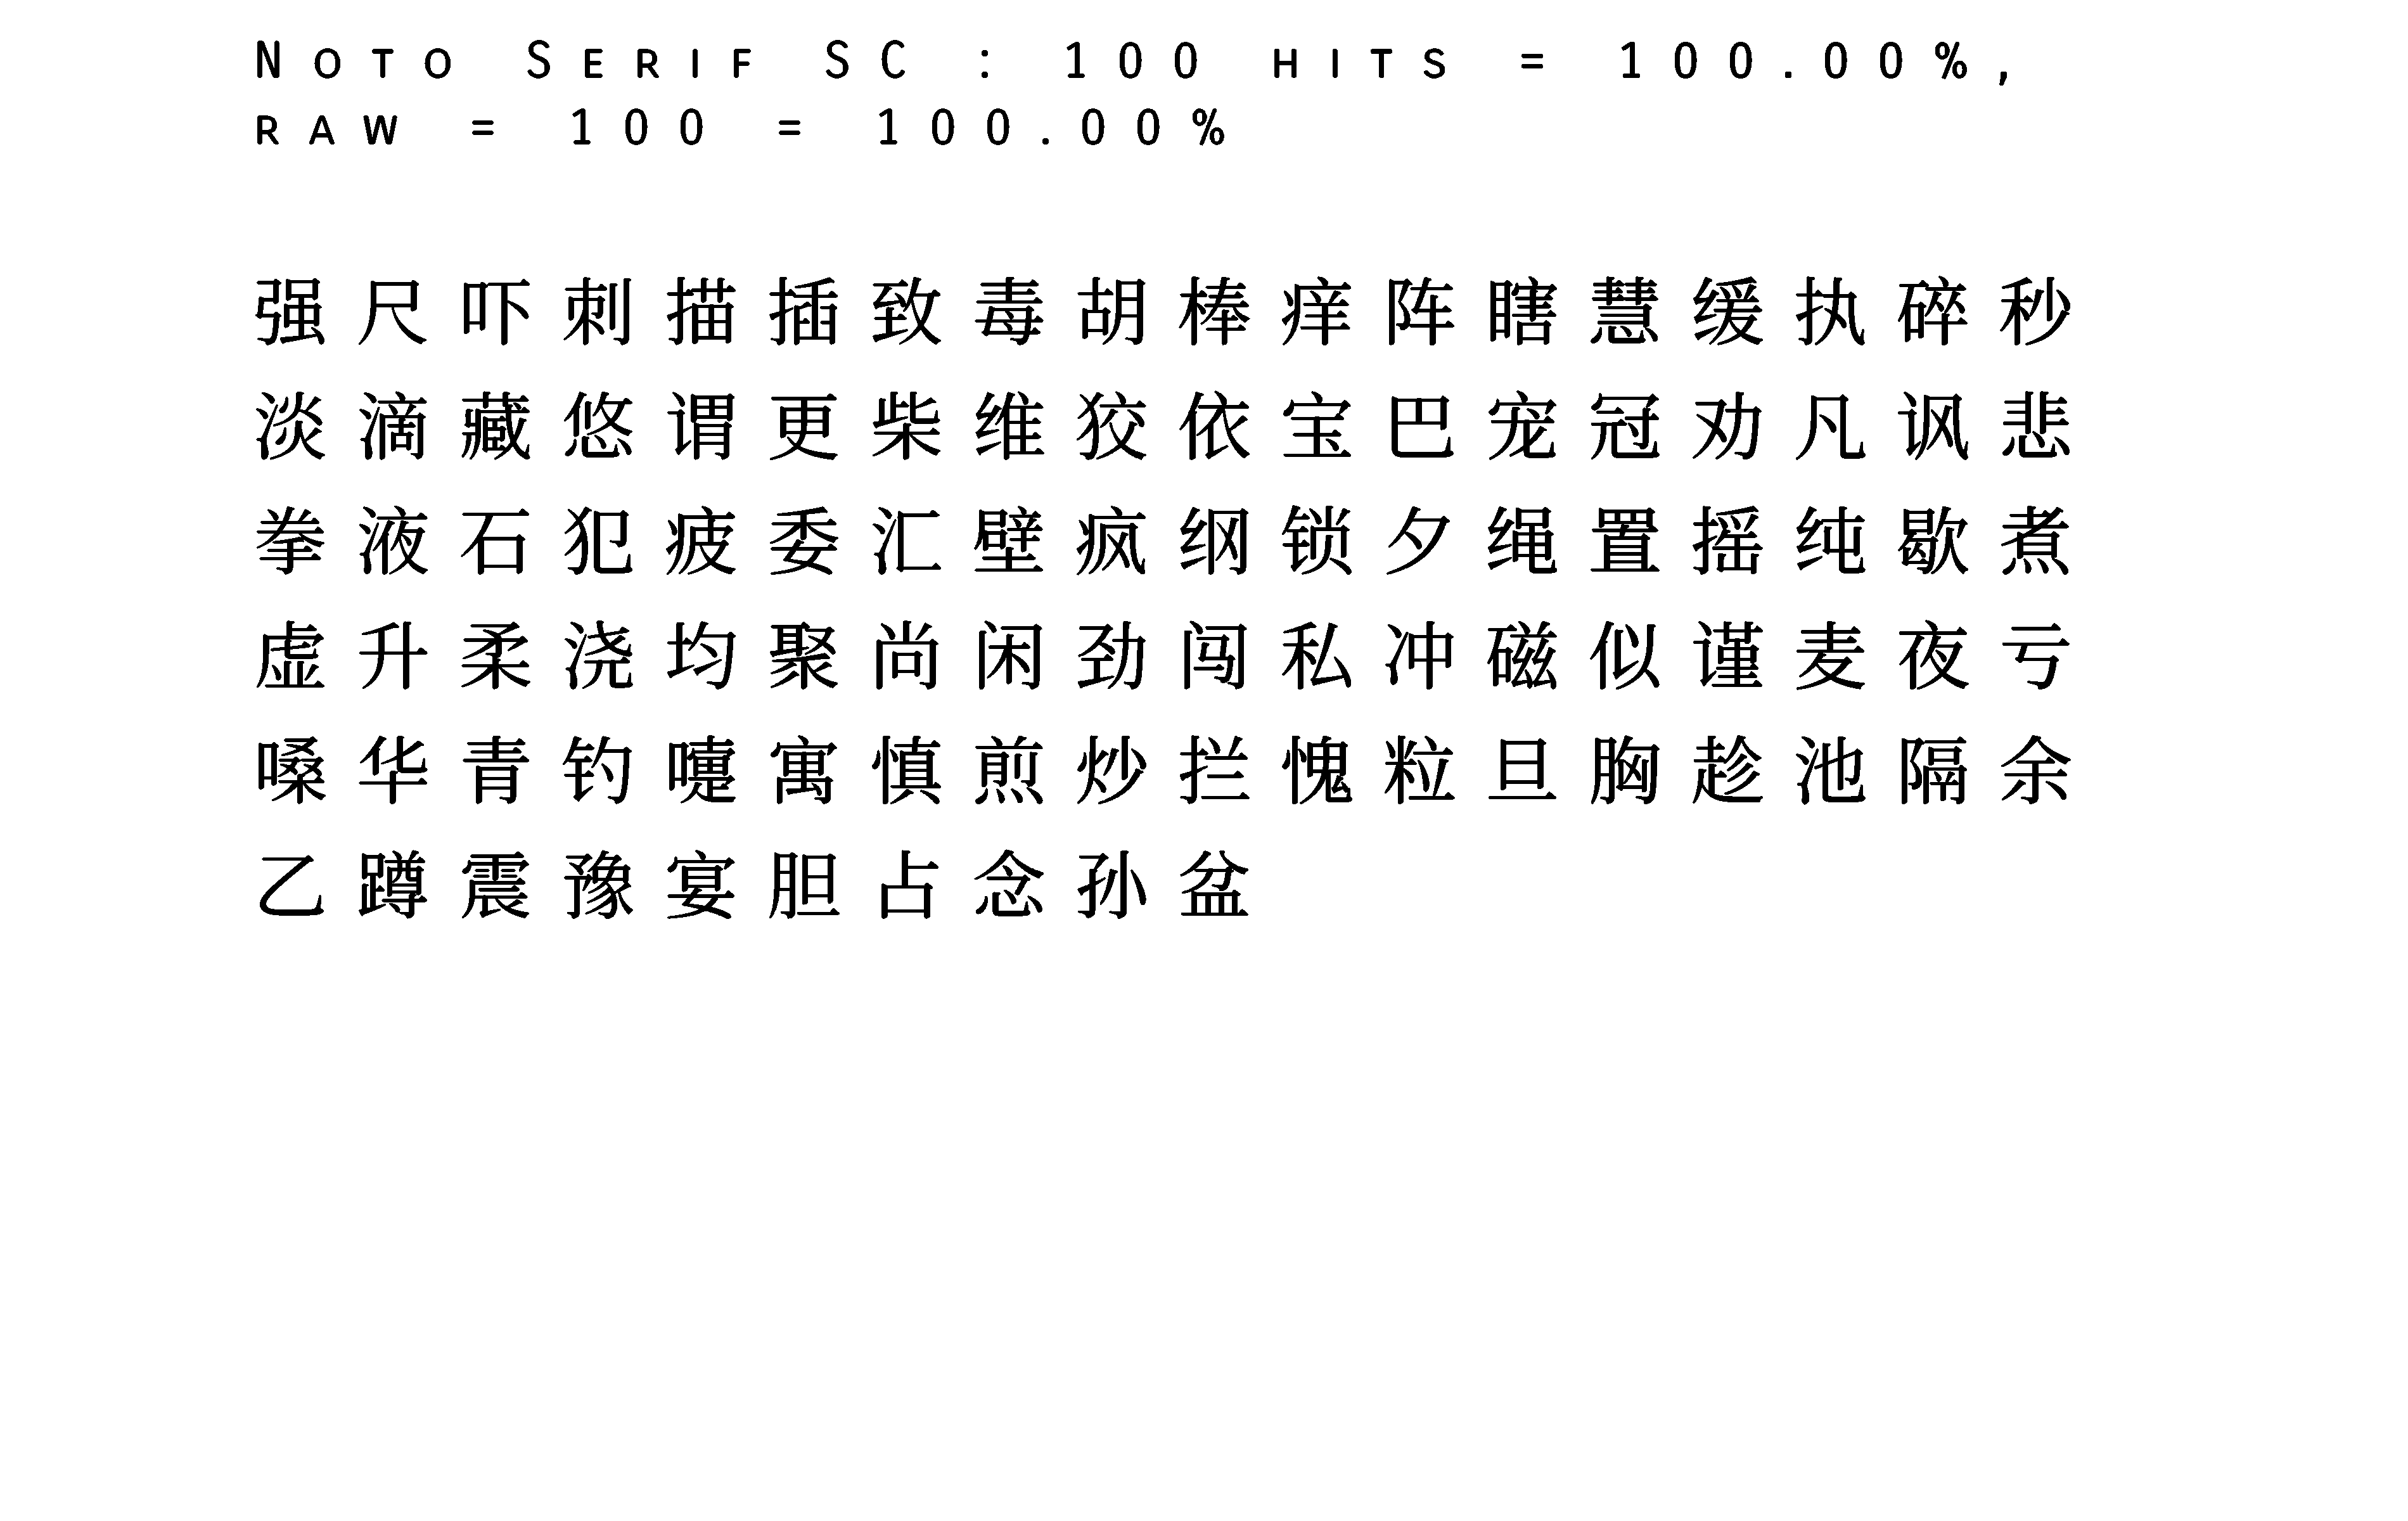 Noto Serif SC : 100 hits = 100.00%,
raw = 100 = 100.00%
强尺吓刺描插致毒胡棒痒阵瞎慧缓执碎秒
淡滴藏悠谓更柴维狡依宝巴宠冠劝凡讽悲
拳液石犯疲委汇壁疯纲锁夕绳置摇纯歇煮
虚升柔浇均聚尚闲劲闯私冲磁似谨麦夜亏
嗓华青钓嚏寓慎煎炒拦愧粒旦胸趁池隔余
乙蹲震豫宴胆占念孙盆